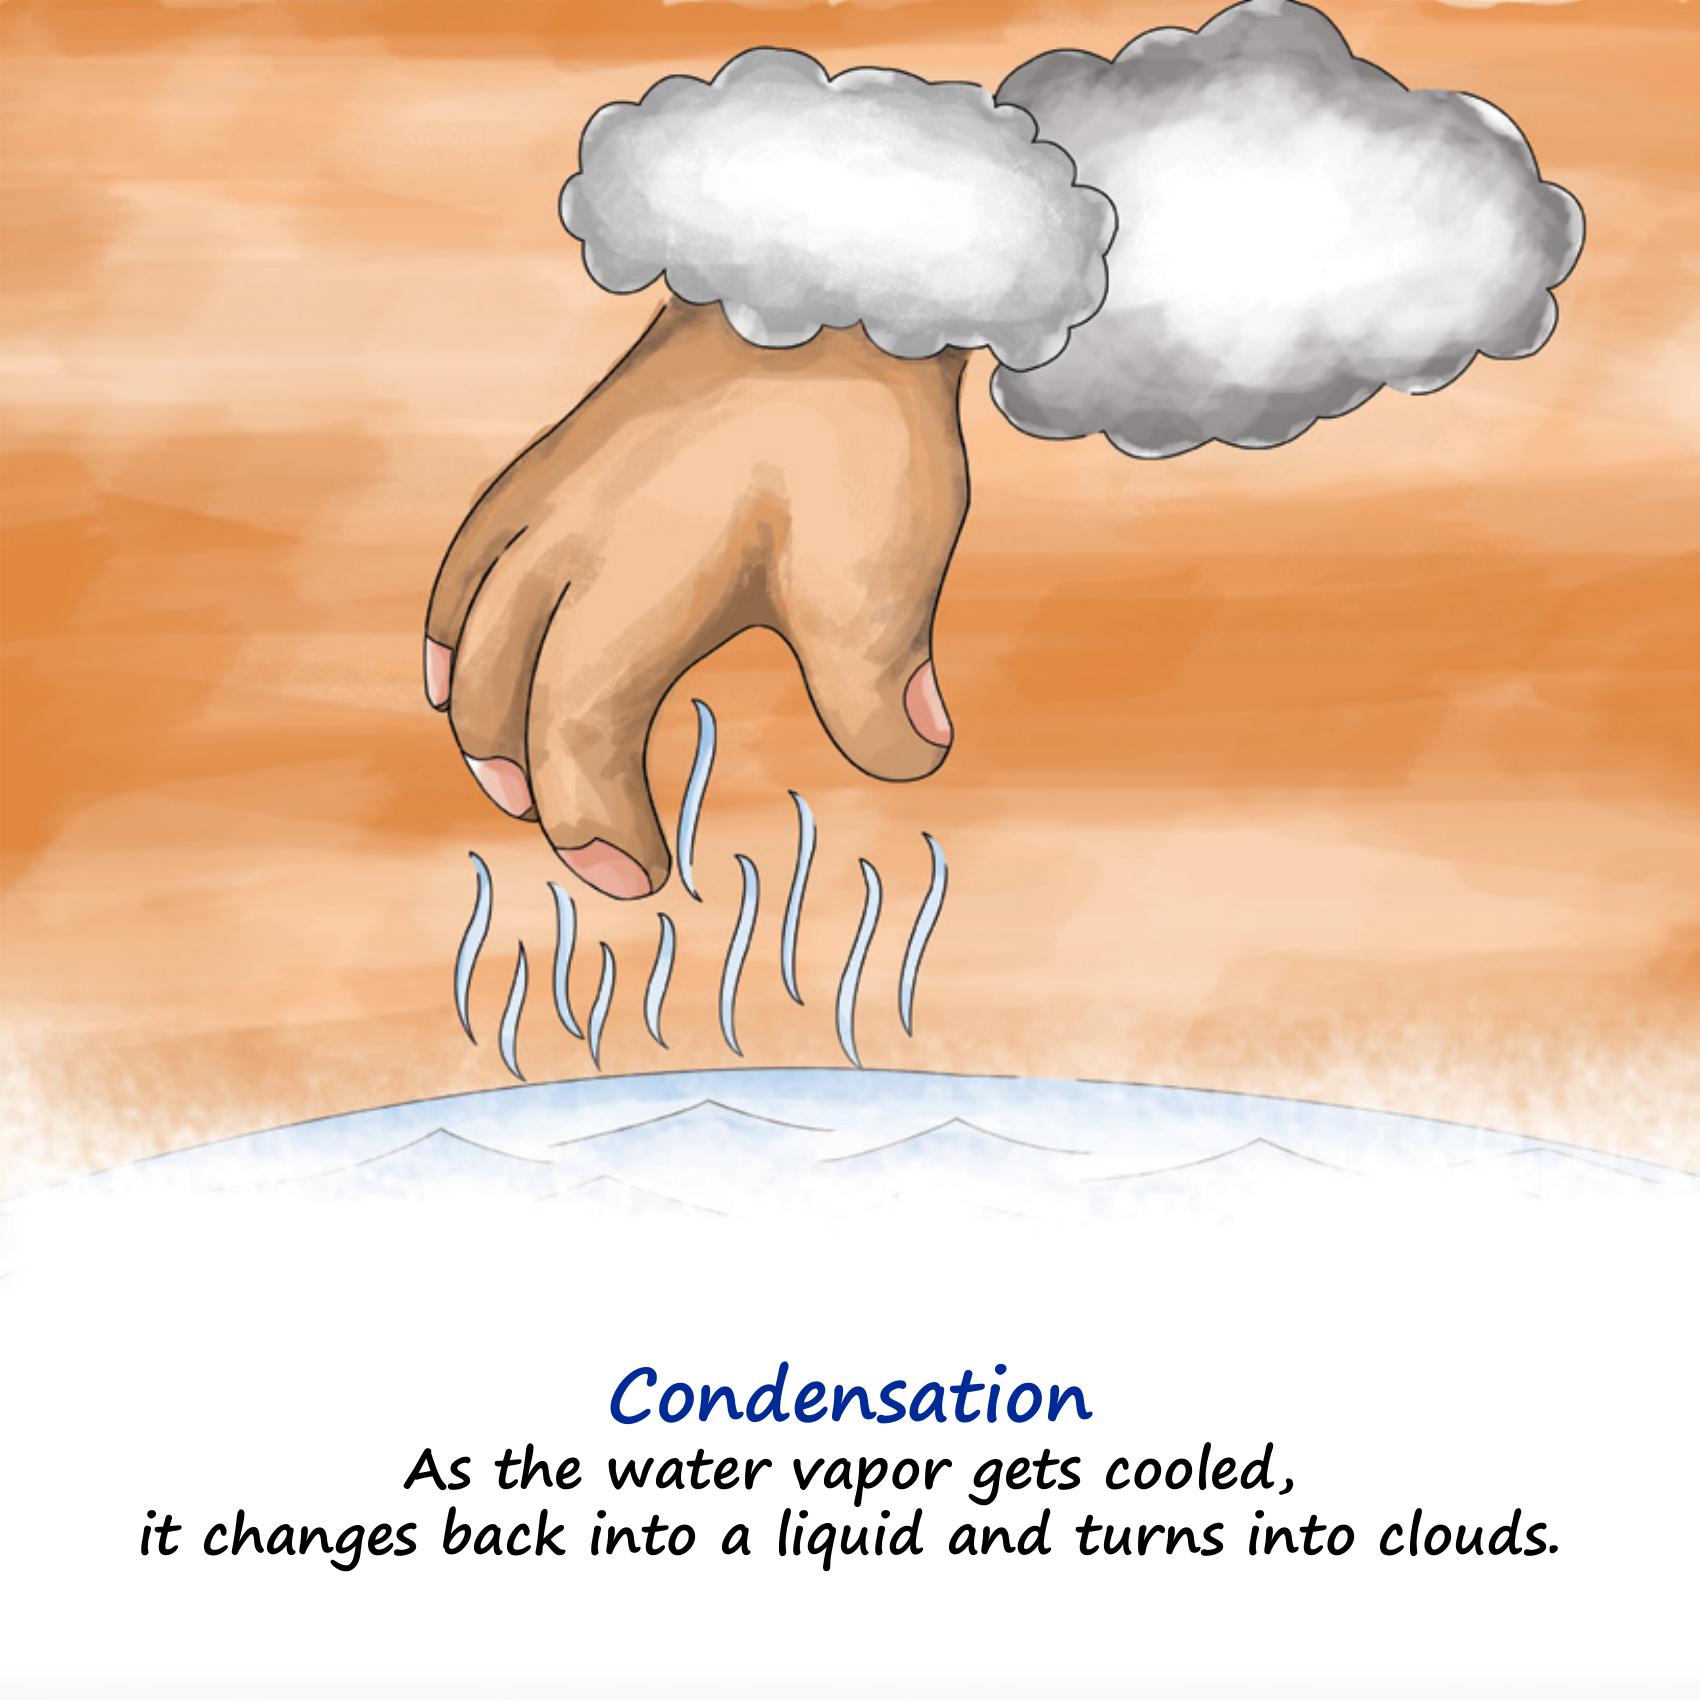 Condensation
As the water vapor gets cooled,
it changes back into a liquid and turns into clouds.